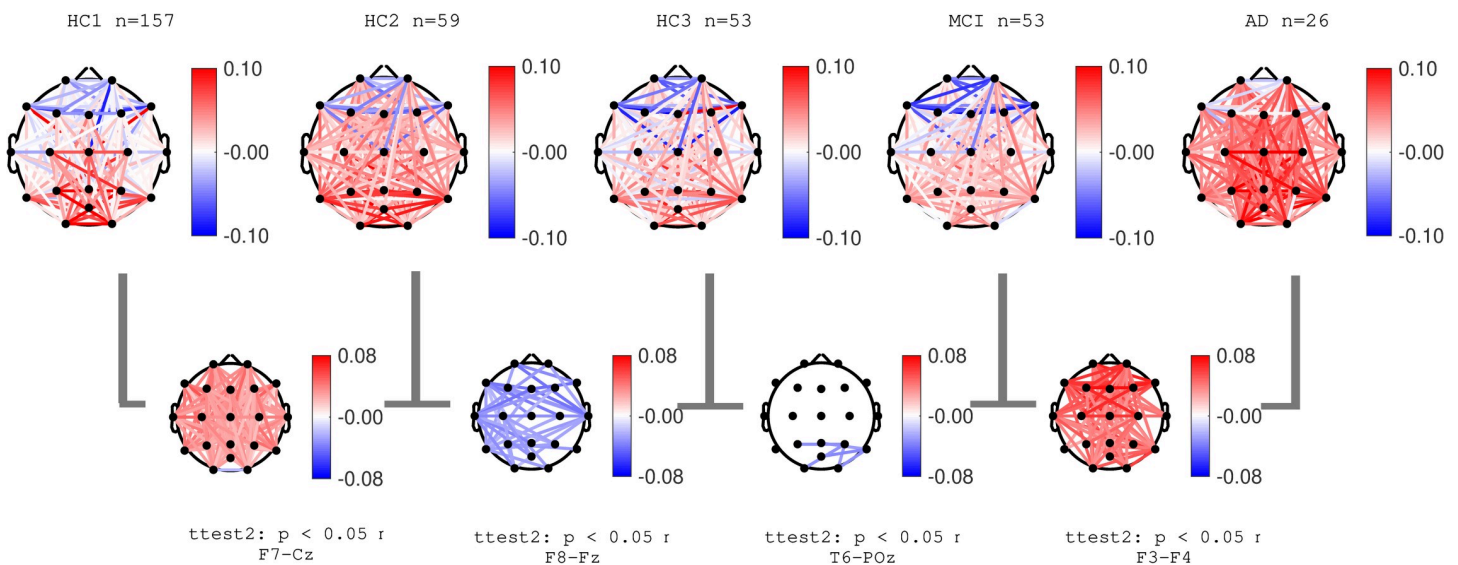 HC1 n=157
HC2 n=59
HC3 n=53
MCI n=53
AD n=26
0.10
-0.00
-0.10
0.10
-0.00
-0.10
0.10
-0.00
-0.10
0.10
-0.00
-0.10
0.10
-0.00
-0.10
0.08
-0.00
-0.08
0.08
-0.00
-0.08
0.08
-0.00
-0.08
0.08
-0.00
-0.08
ttest2: p < 0.05 r
F7-Cz
ttest2: p < 0.05 r
F8-Fz
ttest2: p < 0.05 r
T6-POz
ttest2: p < 0.05 r
F3-F4